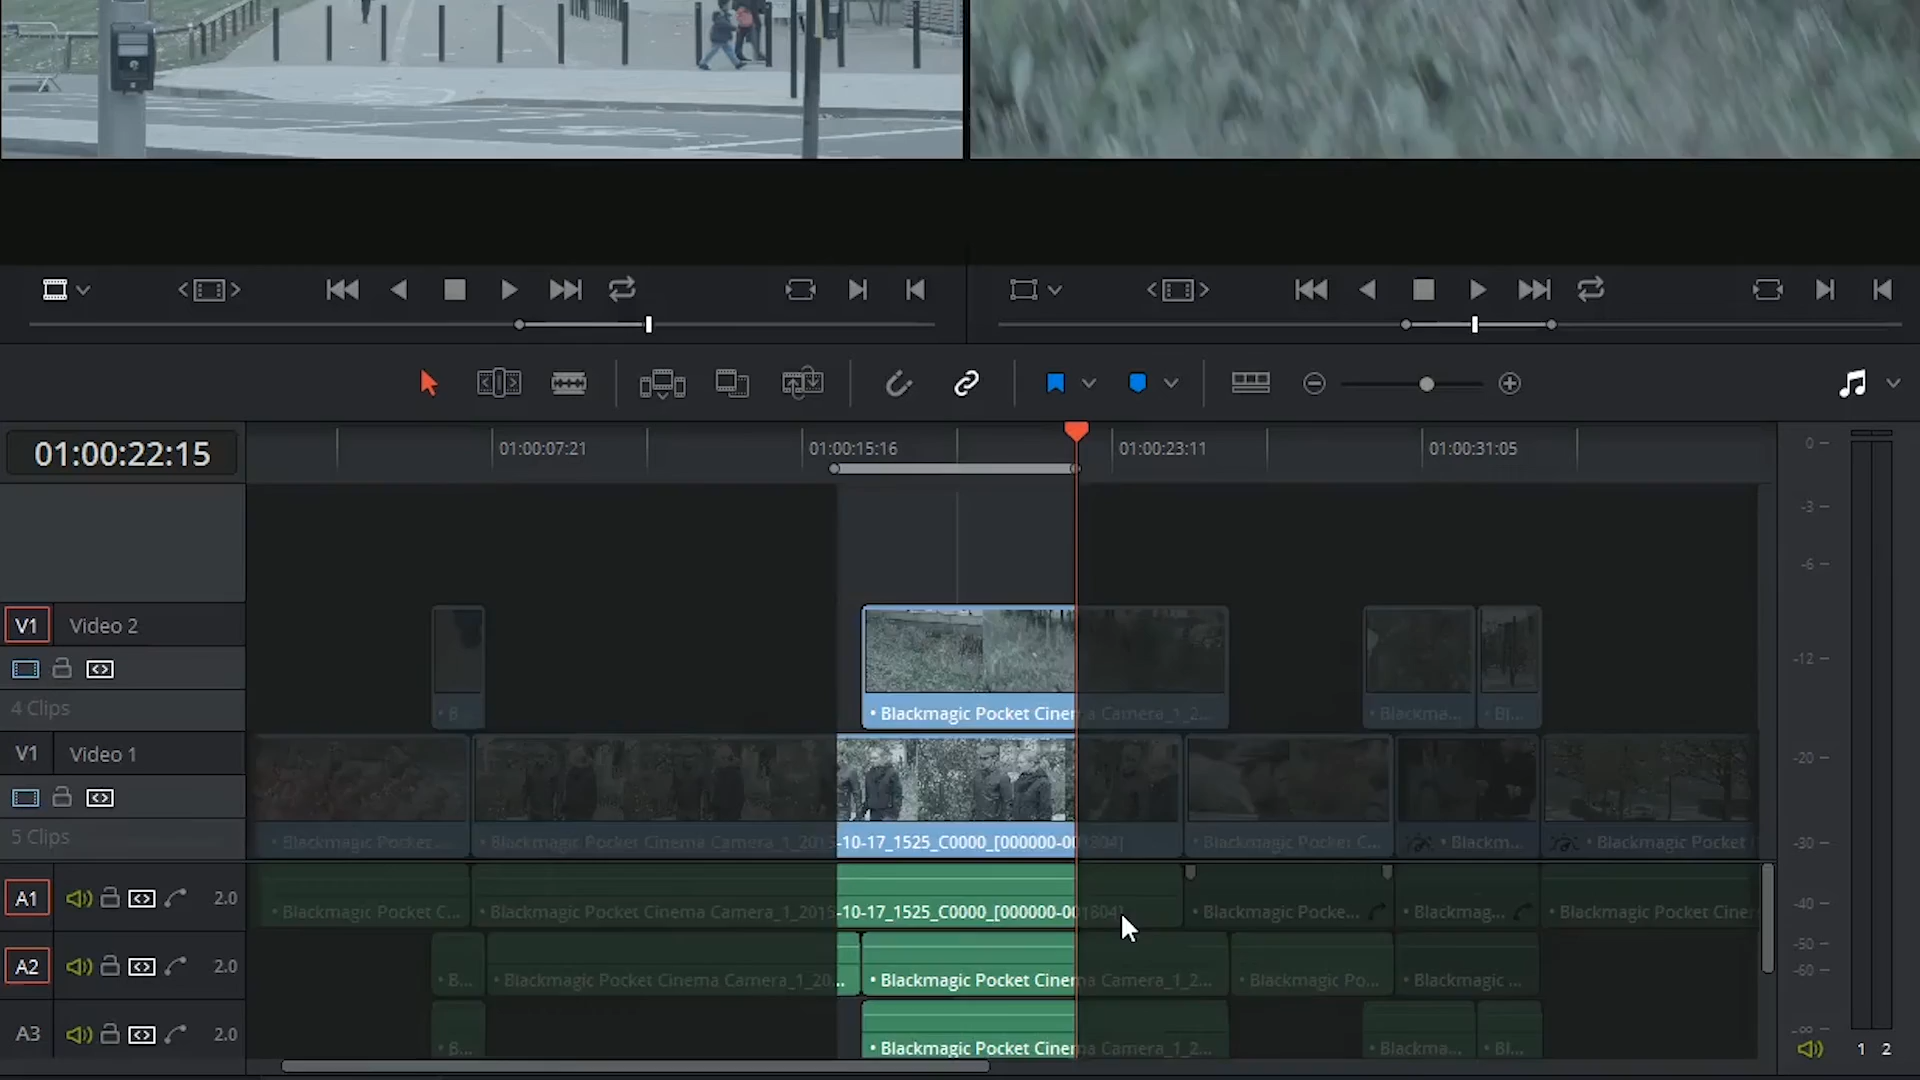 01:00:22:15
01:00:07:21 01:00:15:16 01:00:23:11 01:00:31:05
0
-3
-6
-12
-20
-30
-40
-50
-60
-∞
1 2
V1 Video 2
4 Clips
• B...
• Blackmagic Pocket Cinema Camera_1_2...
• Blackma...
• Bl...
V1 Video 1
5 Clips
• Blackmagic Pocket ...
• Blackmagic Pocket Cinema Camera_1_2015-10-17_1525_C0000_[000000-001804]
• Blackmagic Pocket C...
• Blackm...
• Blackmagic Pocket
A1 2.0
• Blackmagic Pocket C...
• Blackmagic Pocket Cinema Camera_1_2015-10-17_1525_C0000_[000000-001804]
• Blackmagic Pocke...
• Blackmag...
• Blackmagic Pocket Cine
A2 2.0
• B...
• Blackmagic Pocket Cinema Camera_1_20...
• Blackmagic Pocket Cinema Camera_1_2...
• Blackmagic Po...
• Blackmagic ...
A3 2.0
• B...
• Blackmagic Pocket Cinema Camera_1_2...
• Blackma...
• Bl...